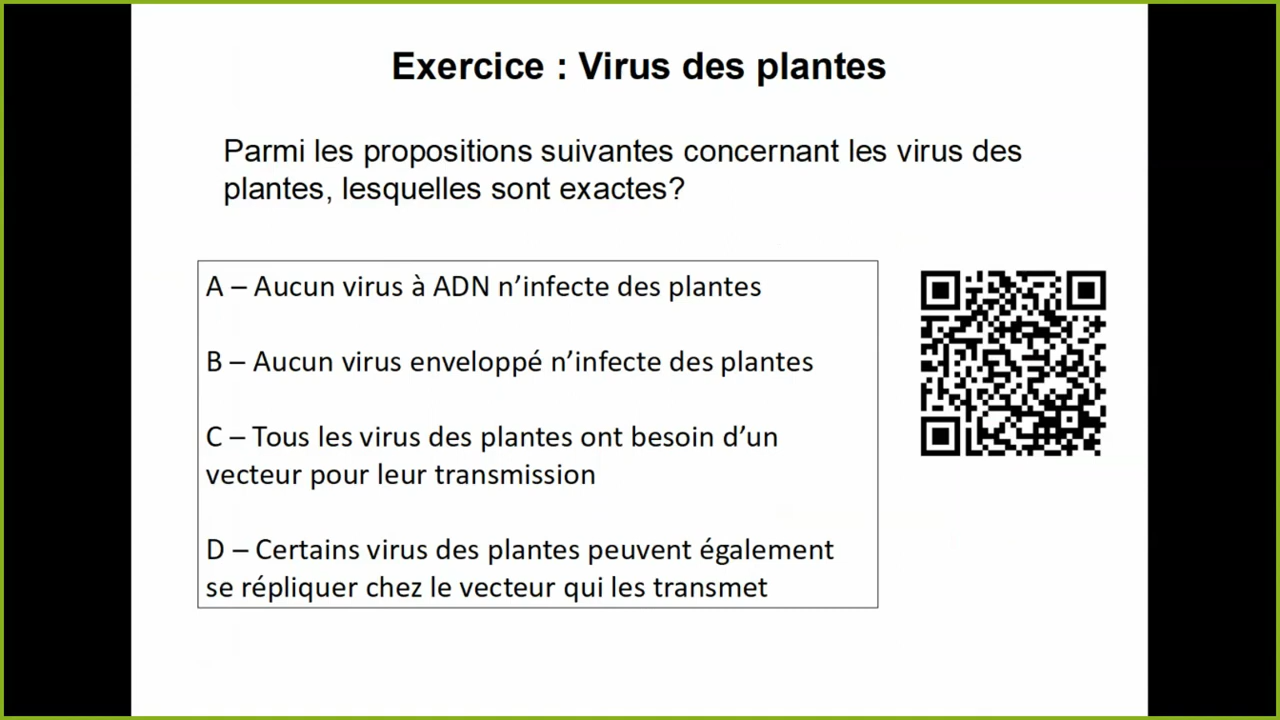 Exercice : Virus des plantes
Parmi les propositions suivantes concernant les virus des
plantes, lesquelles sont exactes?
A – Aucun virus à ADN n’infecte des plantes
B – Aucun virus enveloppé n’infecte des plantes
C – Tous les virus des plantes ont besoin d’un
vecteur pour leur transmission
D – Certains virus des plantes peuvent également
se répliquer chez le vecteur qui les transmet